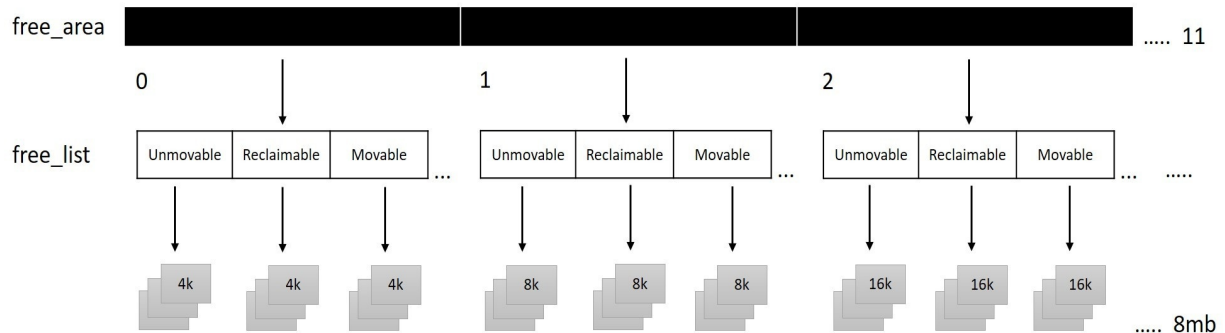 free_area ..... 11
0 1 2
free_list Unmovable Reclaimable Movable ... Unmovable Reclaimable Movable ... Unmovable Reclaimable Movable ... .....
4k 4k 4k 8k 8k 8k 16k 16k 16k
..... 8mb